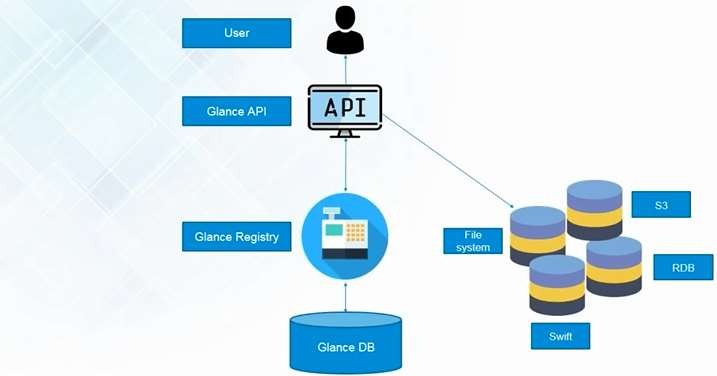 User
Glance API
API
S3
Glance Registry
File
system
RDB
Swift
Glance DB